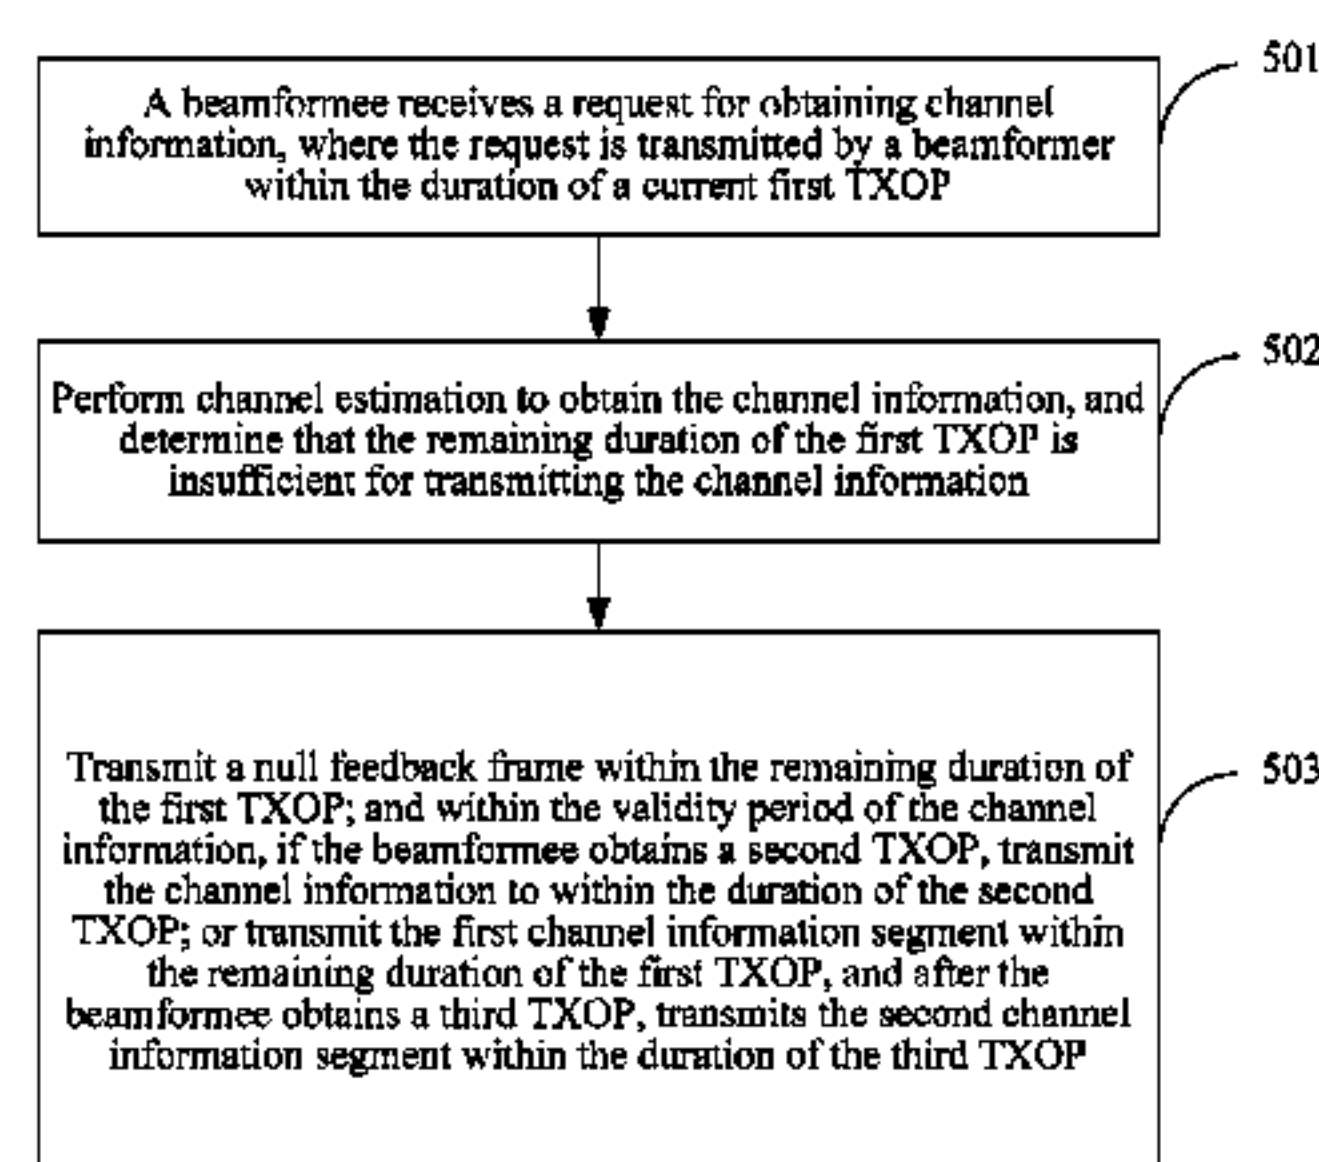 501
A beamformee receives a request for obtaining channel
information, where the request is transmitted by a beamformer
within the duration of a current first TXOP
502
Perform channel estimation to obtain the channel information, and
determine that the remaining duration of the first TXOP is
insufficient for transmitting the channel information
503
Transmit a null feedback frame within the remaining duration of
the first TXOP; and within the validity period of the channel
information, if the beamformee obtains a second TXOP, transmit
the channel information to within the duration of the second
TXOP; or transmit the first channel information segment within
the remaining duration of the first TXOP, and after the
beamformee obtains a third TXOP, transmits the second channel
information segment within the duration of the third TXOP